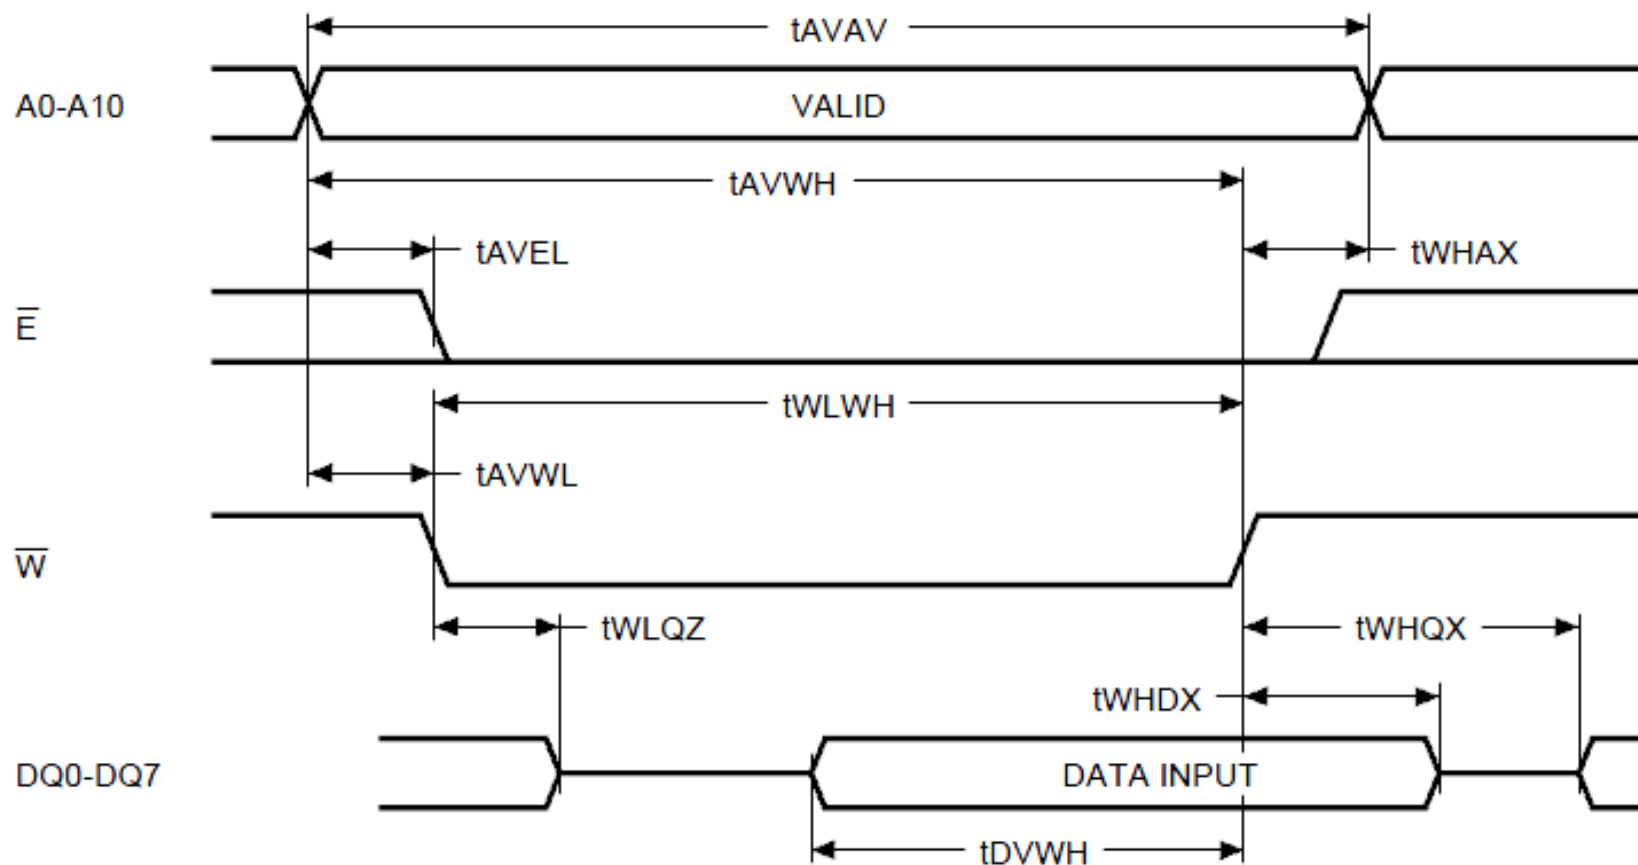 tAVAV
A0-A10 VALID
tAVWH
tAVEL tWHAX
E̅
tWLWH
tAVWL
W̅
tWLQZ tWHQX
tWHDX
DQ0-DQ7 DATA INPUT
tDVWH